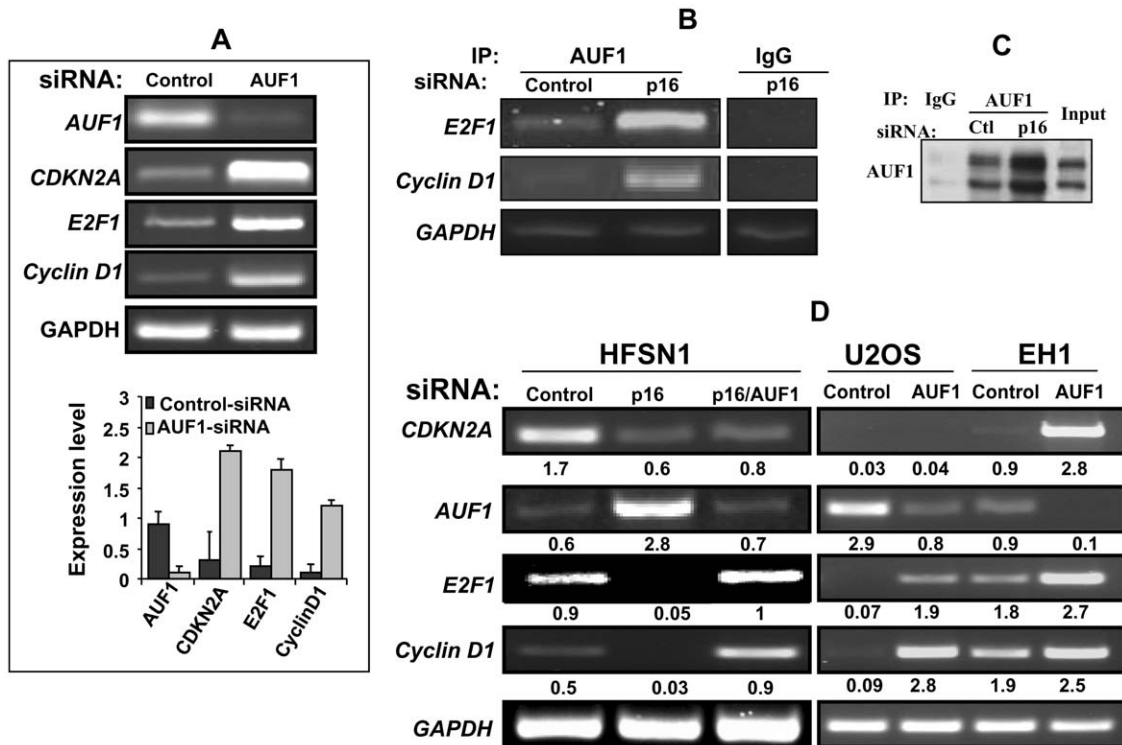 A
siRNA: Control AUF1
AUF1
CDKN2A
E2F1
Cyclin D1
GAPDH
3
2.5
2
1.5
1
0.5
0
Expression level
Control-siRNA
AUF1-siRNA
AUF1
CDKN2A
E2F1
CyclinD1
B
IP: AUF1 IgG
siRNA: Control p16 p16
E2F1
Cyclin D1
GAPDH
C
IP: IgG AUF1 Input
siRNA: Ctl p16
AUF1
D
HFSN1 U2OS EH1
siRNA: Control p16 p16/AUF1 Control AUF1 Control AUF1
CDKN2A
1.7 0.6 0.8 0.03 0.04 0.9 2.8
AUF1
0.6 2.8 0.7 2.9 0.8 0.9 0.1
E2F1
0.9 0.05 1 0.07 1.9 1.8 2.7
Cyclin D1
0.5 0.03 0.9 0.09 2.8 1.9 2.5
GAPDH